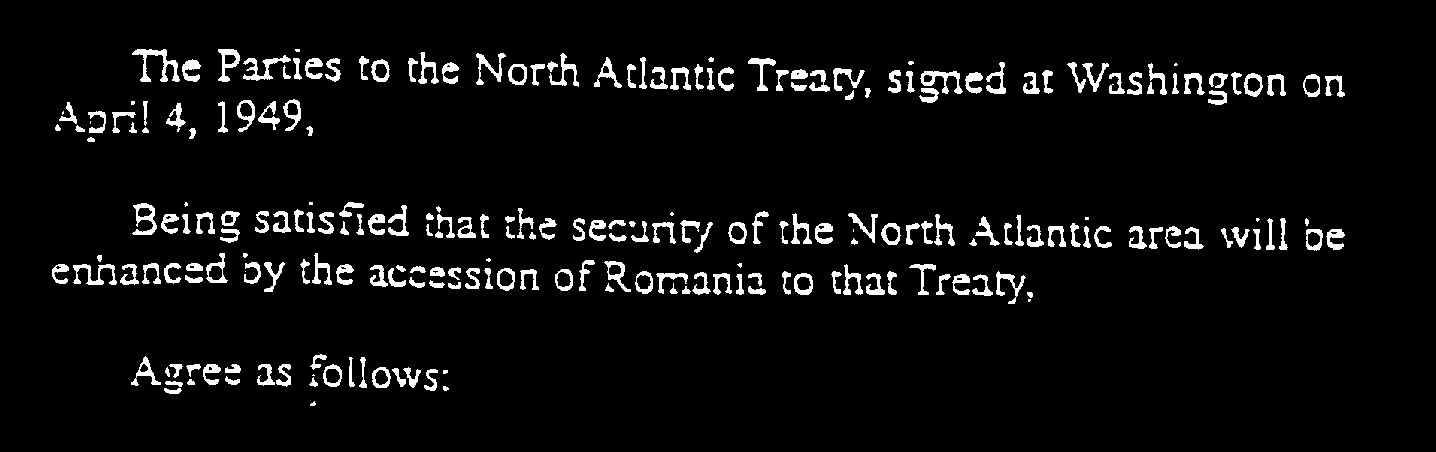 The Parties to the North Atlantic Treaty, signed at Washington on
April 4, 1949,
Being satisfied that the security of the North Atlantic area will be
enhanced by the accession of Romania to that Treaty,
Agree as follows: